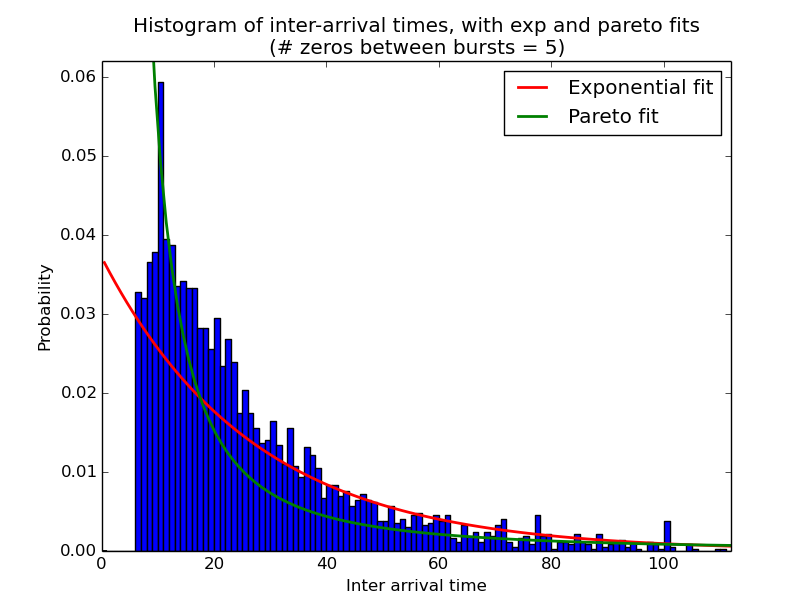 Histogram of inter-arrival times, with exp and pareto fits
(# zeros between bursts = 5)
Exponential fit
Pareto fit
0.06
0.05
0.04
0.03
0.02
0.01
0.00
Probability
0
20
40
60
80
100
Inter arrival time